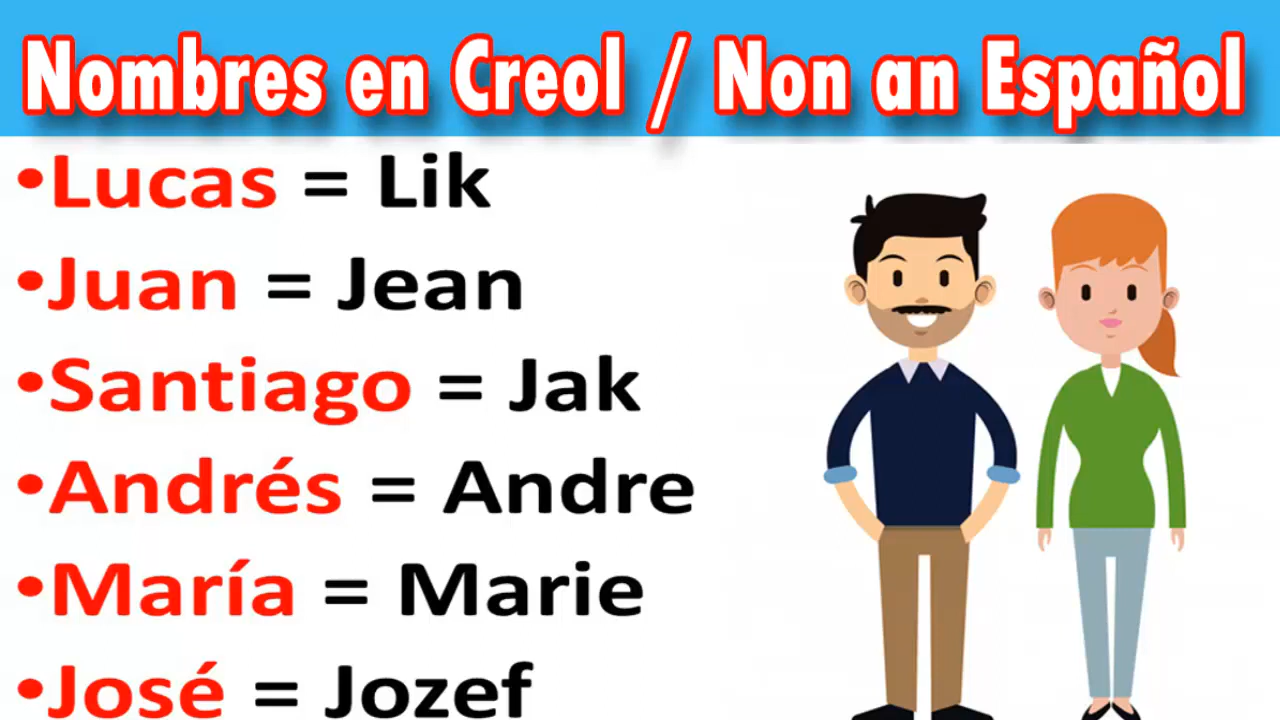 Nombres en Creol / Non an Español
•Lucas = Lik
•Juan = Jean
•Santiago = Jak
•Andrés = Andre
•María = Marie
•José = Jozef